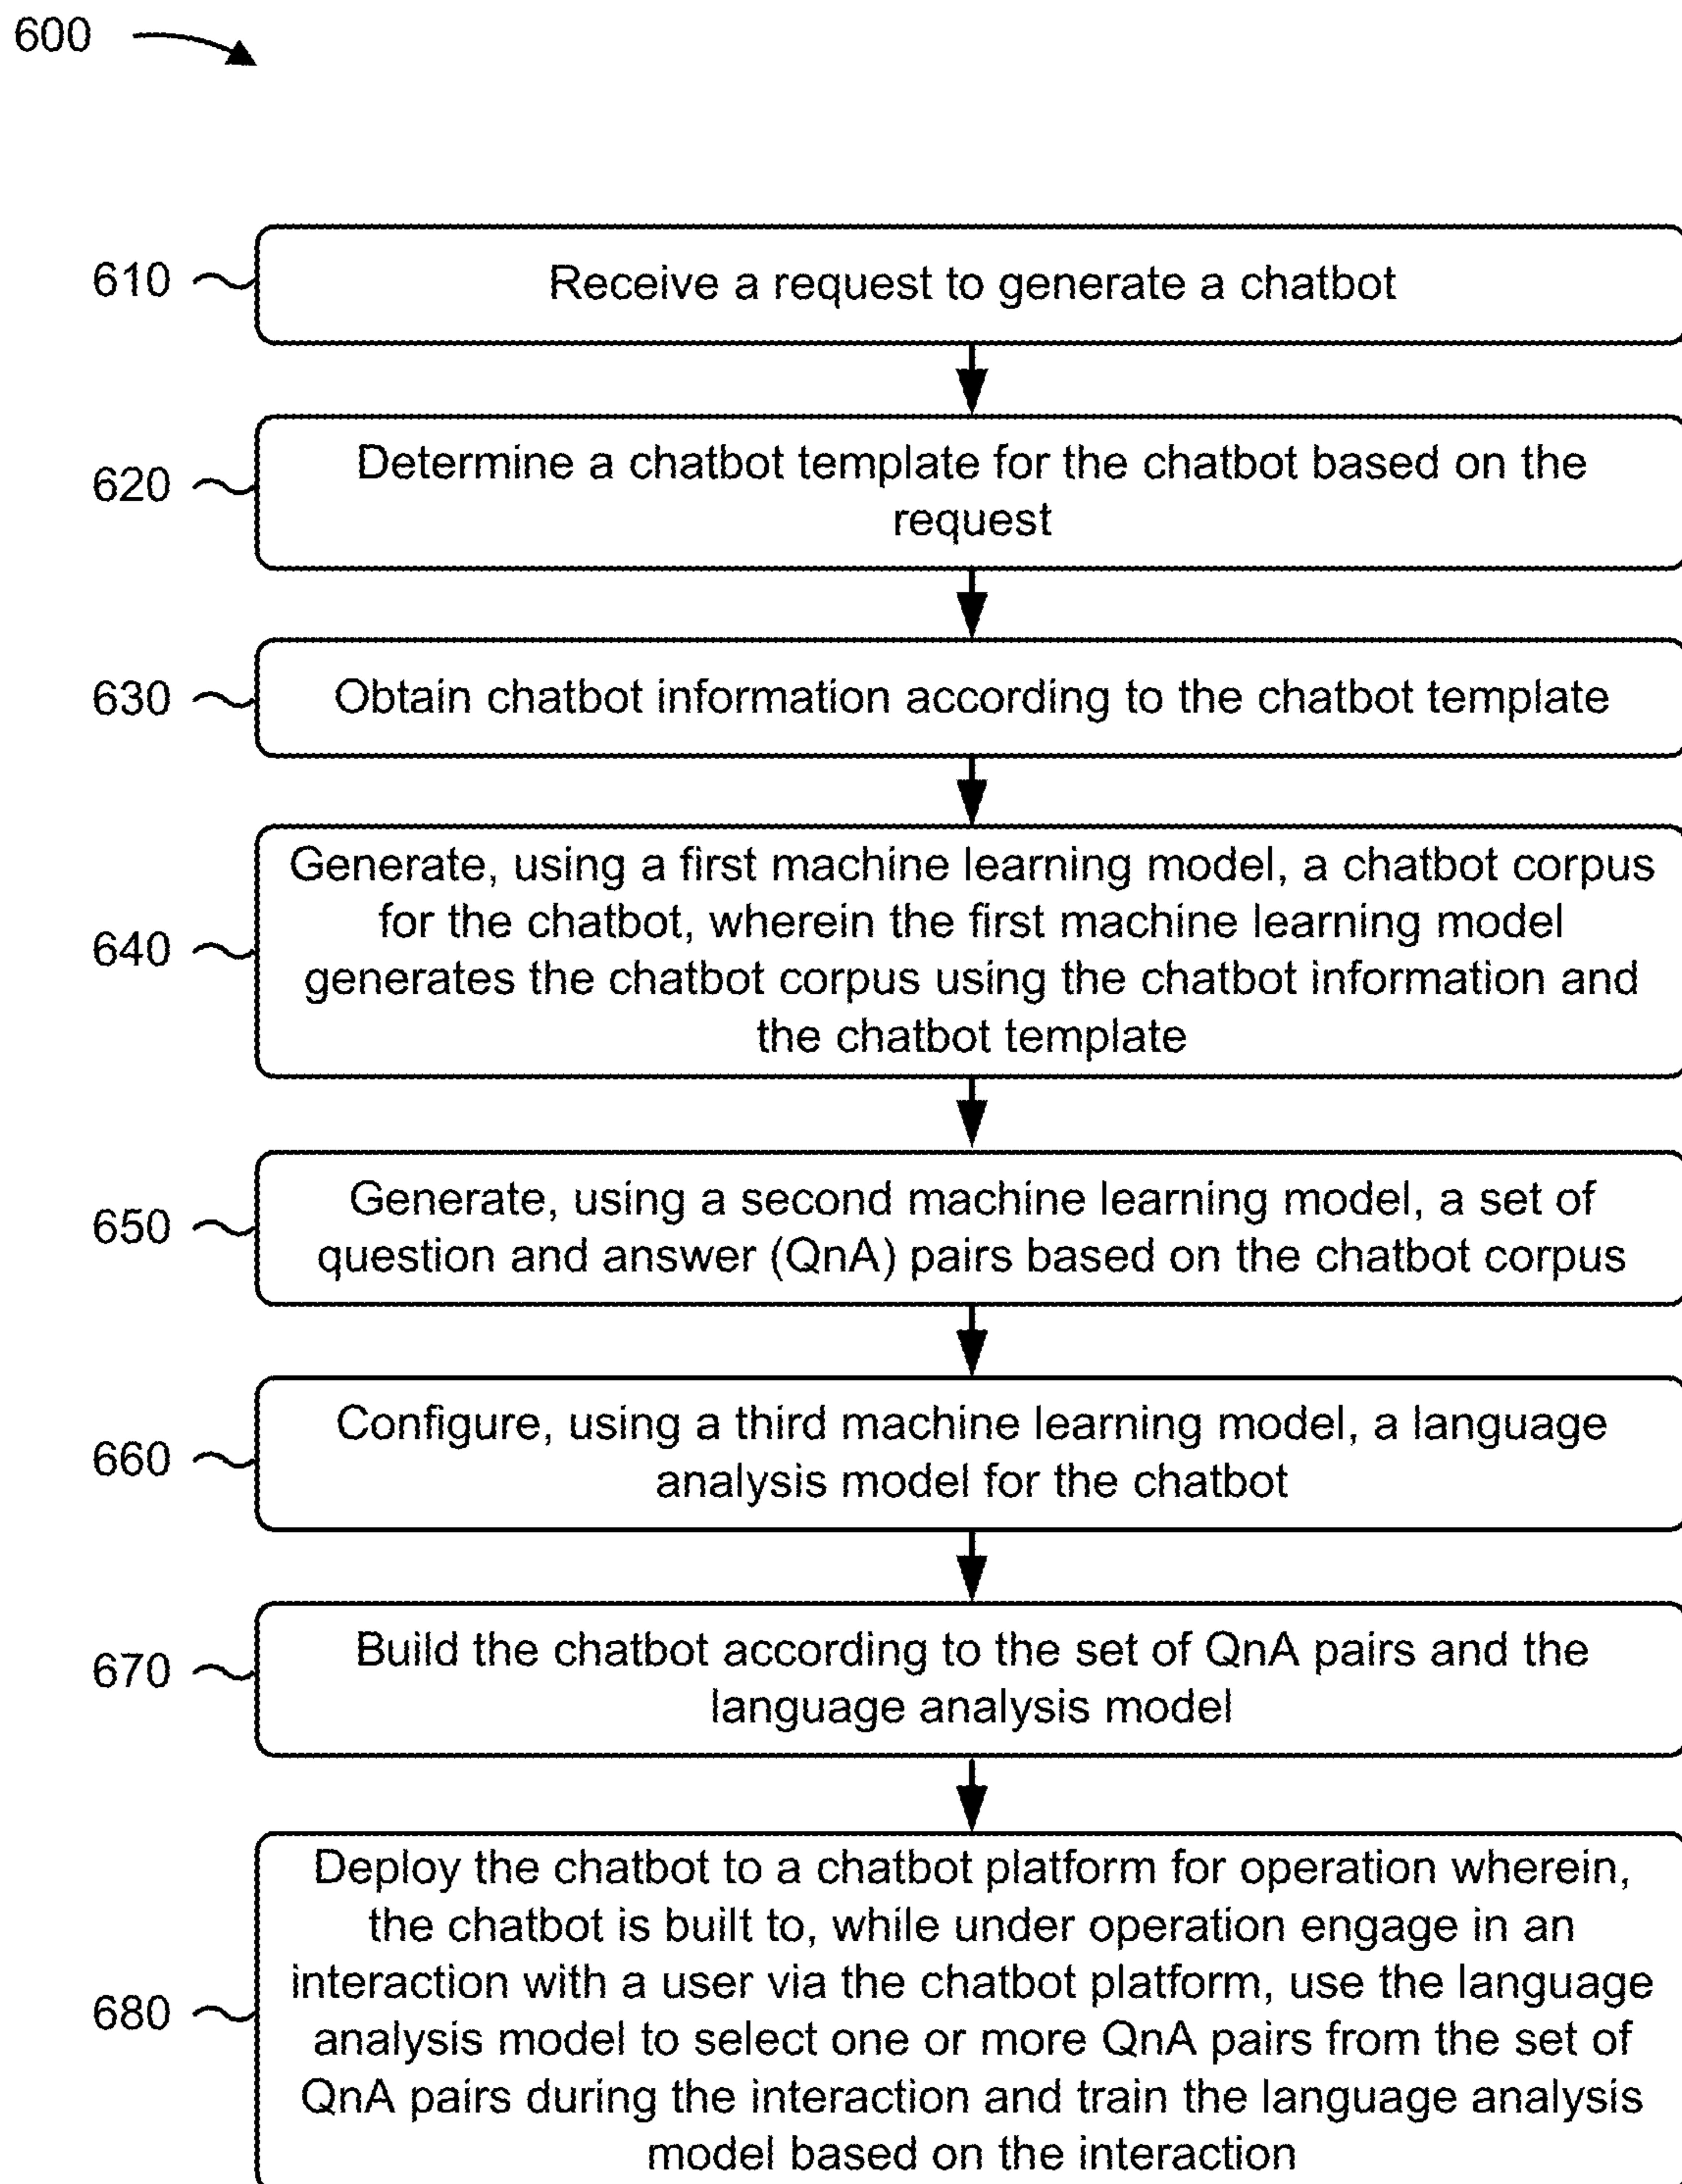 600
610
Receive a request to generate a chatbot
620
Determine a chatbot template for the chatbot based on the
request
630
Obtain chatbot information according to the chatbot template
640
Generate, using a first machine learning model, a chatbot corpus
for the chatbot, wherein the first machine learning model
generates the chatbot corpus using the chatbot information and
the chatbot template
650
Generate, using a second machine learning model, a set of
question and answer (QnA) pairs based on the chatbot corpus
660
Configure, using a third machine learning model, a language
analysis model for the chatbot
670
Build the chatbot according to the set of QnA pairs and the
language analysis model
680
Deploy the chatbot to a chatbot platform for operation wherein,
the chatbot is built to, while under operation engage in an
interaction with a user via the chatbot platform, use the language
analysis model to select one or more QnA pairs from the set of
QnA pairs during the interaction and train the language analysis
model based on the interaction